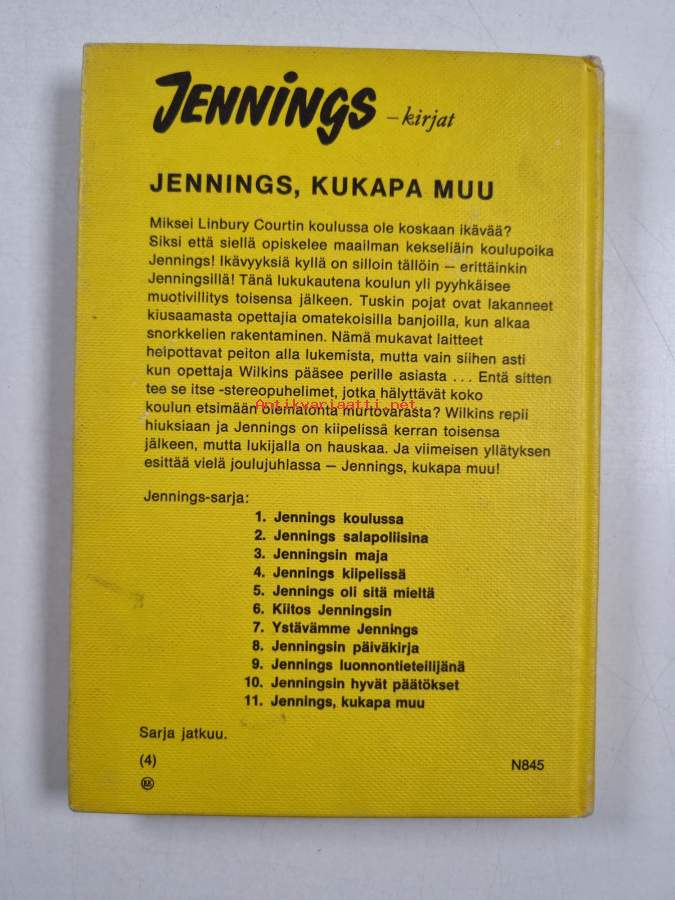 JENNINGS – kirjat
JENNINGS, KUKAPA MUU
Miksei Linbury Courtin koulussa ole koskaan ikävää?
Siksi että siellä opiskelee maailman kekseliäin koulupoika
Jennings! Ikävyyksiä kyllä on silloin tällöin – erittäinkin
Jenningsillä! Tänä lukukautena koulun yli pyyhkäisee
muotivillitys toisensa jälkeen. Tuskin pojat ovat lakanneet
kiusaamasta opettajia omatekoisilla banjoilla, kun alkaa
snorkkelien rakentaminen. Nämä mukavat laitteet
helpottavat peiton alla lukemista, mutta vain siihen asti
kun opettaja Wilkins pääsee perille asiasta ... Entä sitten
tee se itse -stereopuhelimet, jotka hälyttävät koko
koulun etsimään olematonta murtovarasta? Wilkins repii
Antikvariaatti.net
hiuksiaan ja Jennings on kiipelissä kerran toisensa
jälkeen, mutta lukijalla on hauskaa. Ja viimeisen yllätyksen
esittää vielä joulujuhlassa – Jennings, kukapa muu!
Jennings-sarja:
1. Jennings koulussa
2. Jennings salapoliisina
3. Jenningsin maja
4. Jennings kiipelissä
5. Jennings oli sitä mieltä
6. Kiitos Jenningsin
7. Ystävämme Jennings
8. Jenningsin päiväkirja
9. Jennings luonnontieteilijänä
10. Jenningsin hyvät päätökset
11. Jennings, kukapa muu
Sarja jatkuu.
(4) N845